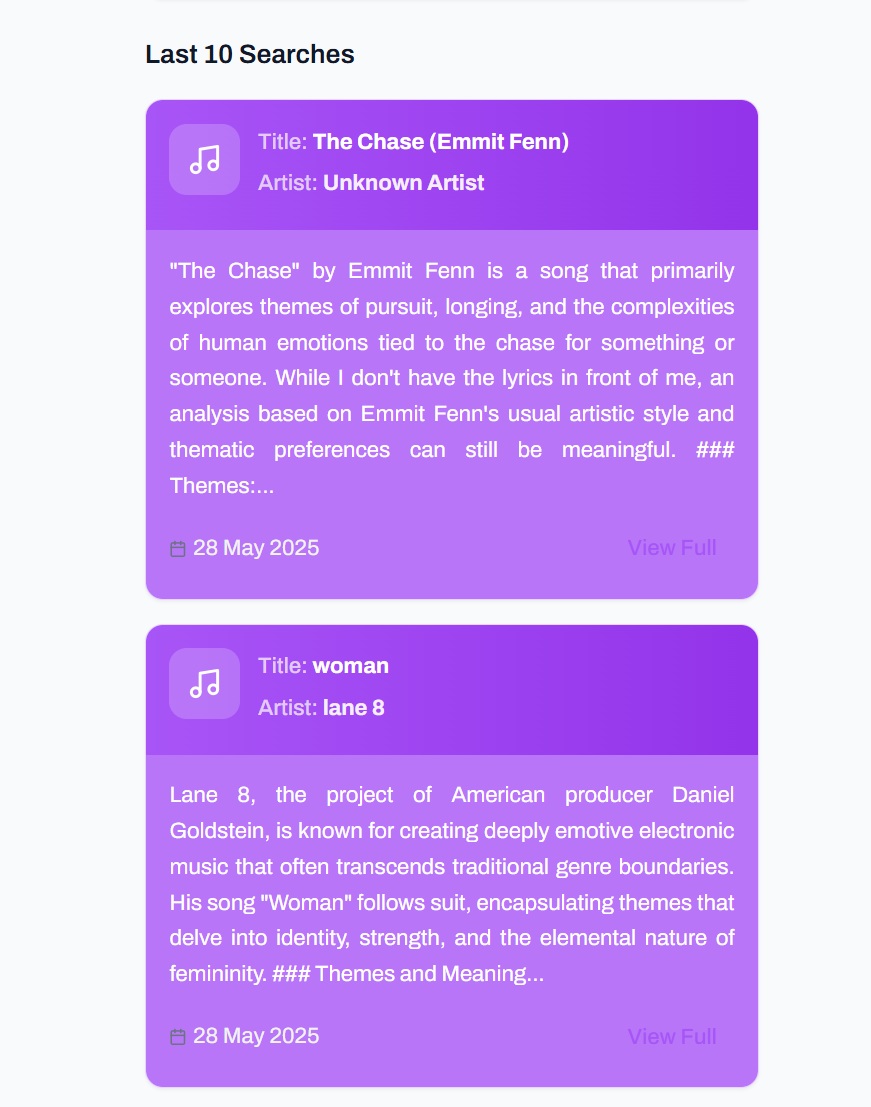 Last 10 Searches
Title: The Chase (Emmit Fenn)
Artist: Unknown Artist
"The Chase" by Emmit Fenn is a song that primarily
explores themes of pursuit, longing, and the complexities
of human emotions tied to the chase for something or
someone. While I don't have the lyrics in front of me, an
analysis based on Emmit Fenn's usual artistic style and
thematic preferences can still be meaningful. ###
Themes:...
28 May 2025 View Full
Title: woman
Artist: lane 8
Lane 8, the project of American producer Daniel
Goldstein, is known for creating deeply emotive electronic
music that often transcends traditional genre boundaries.
His song "Woman" follows suit, encapsulating themes that
delve into identity, strength, and the elemental nature of
femininity. ### Themes and Meaning...
28 May 2025 View Full